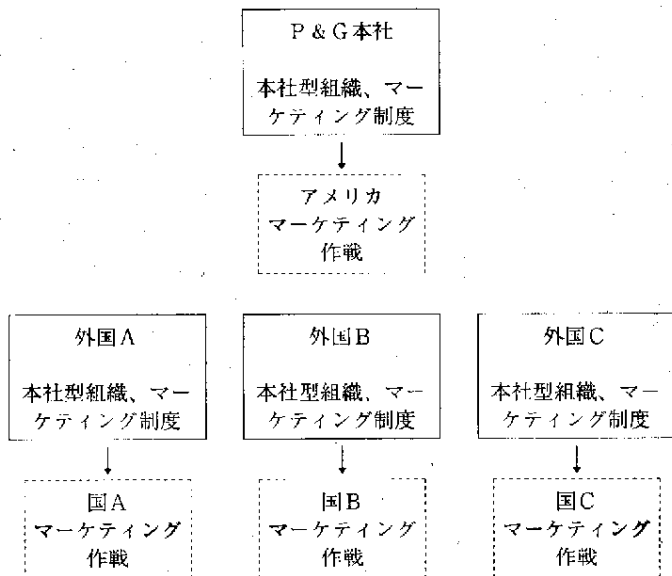 P&G本社
本社型組織、マー
ケティング制度
アメリカ
マーケティング
作戦
外国A
本社型組織、マー
ケティング制度
外国B
本社型組織、マー
ケティング制度
外国C
本社型組織、マー
ケティング制度
国A
マーケティング
作戦
国B
マーケティング
作戦
国C
マーケティング
作戦